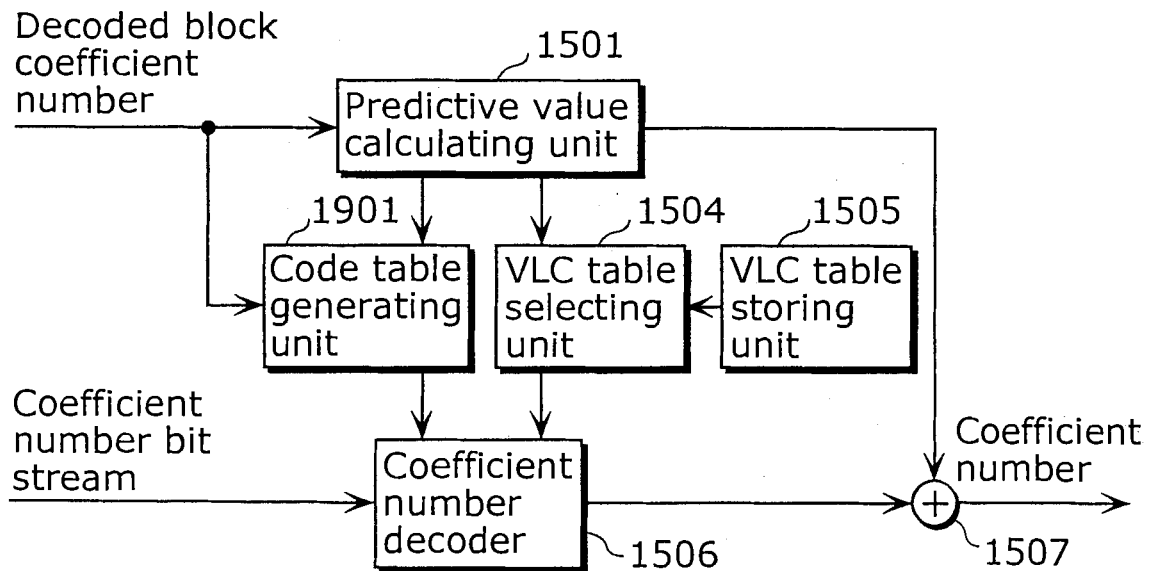 Decoded block
coefficient
number
1501
Predictive value
calculating unit
1901
Code table
generating
unit
1504
VLC table
selecting
unit
1505
VLC table
storing
unit
Coefficient
number bit
stream
Coefficient
number
decoder
1506
Coefficient
number
+
1507